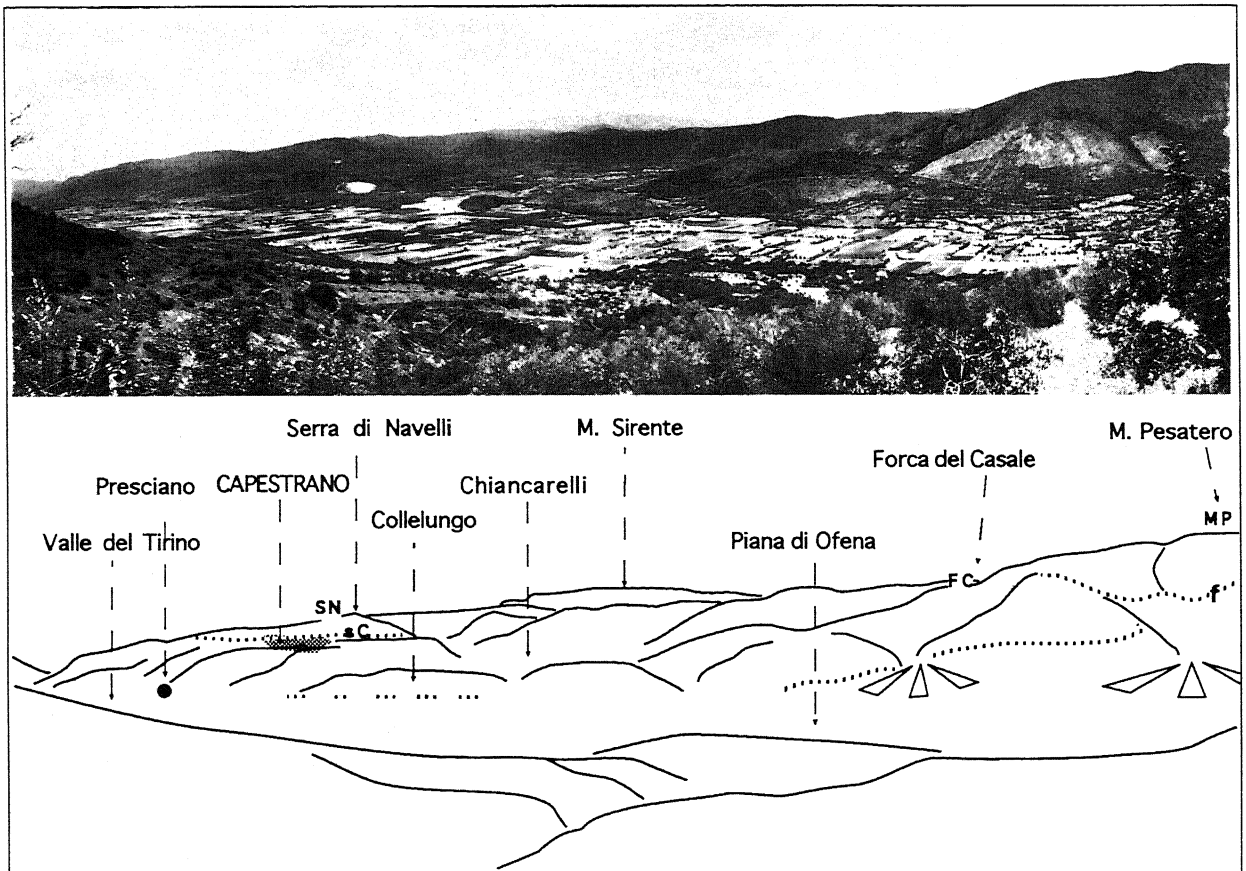 Serra di Navelli
M. Sirente
M. Pesatero
Forca del Casale
Presciano
CAPESTRANO
Chiancarelli
Collelungo
Valle del Tirino
Piana di Ofena
MP
FC
f
SN
C